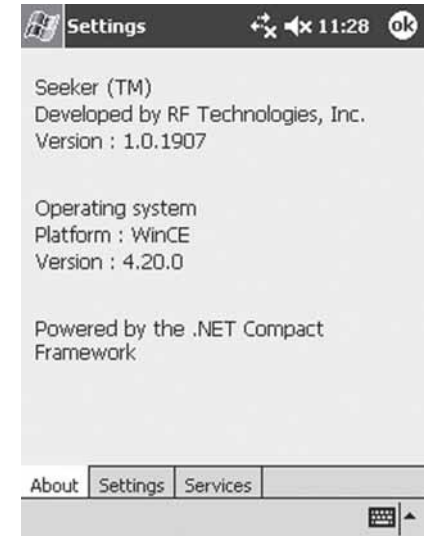 Settings 11:28 ok
Seeker (TM)
Developed by RF Technologies, Inc.
Version : 1.0.1907
Operating system
Platform : WinCE
Version : 4.20.0
Powered by the .NET Compact
Framework
About Settings Services